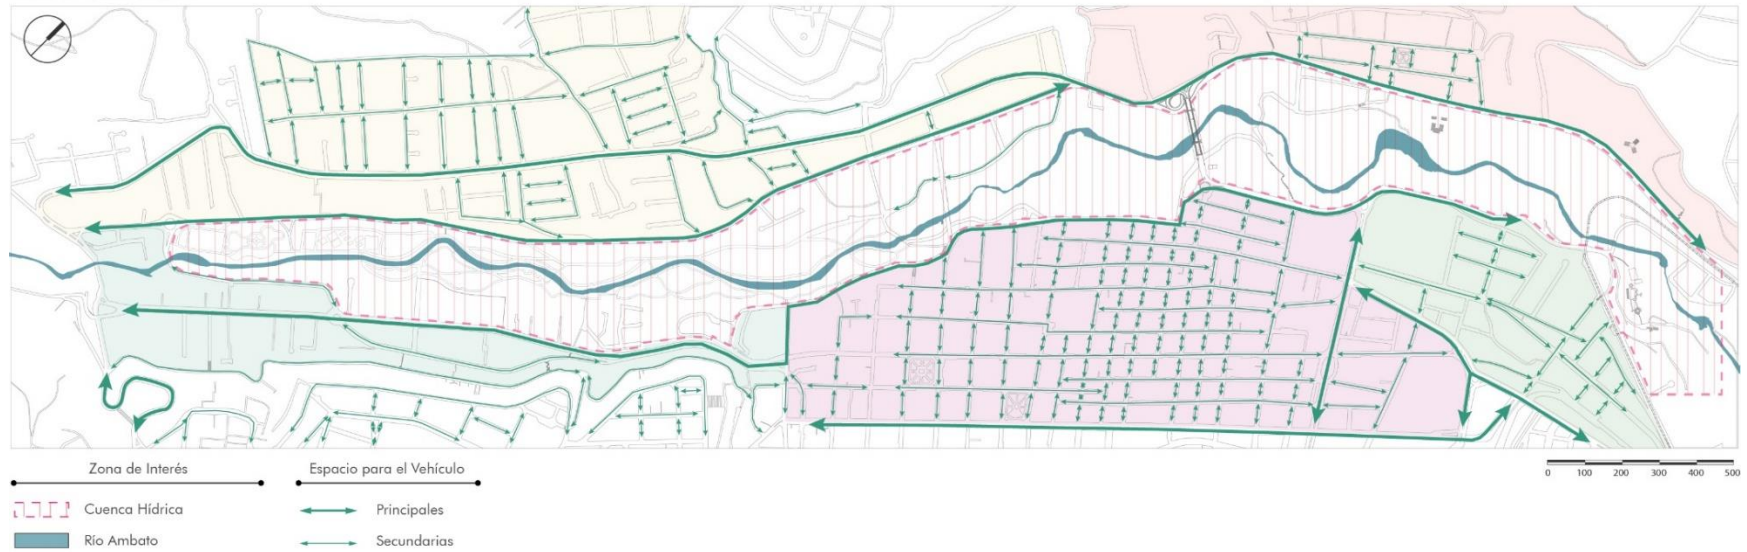 Zona de Interés
Cuenca Hídrica
Río Ambato
Espacio para el Vehículo
Principales
Secundarias
0 100 200 300 400 500